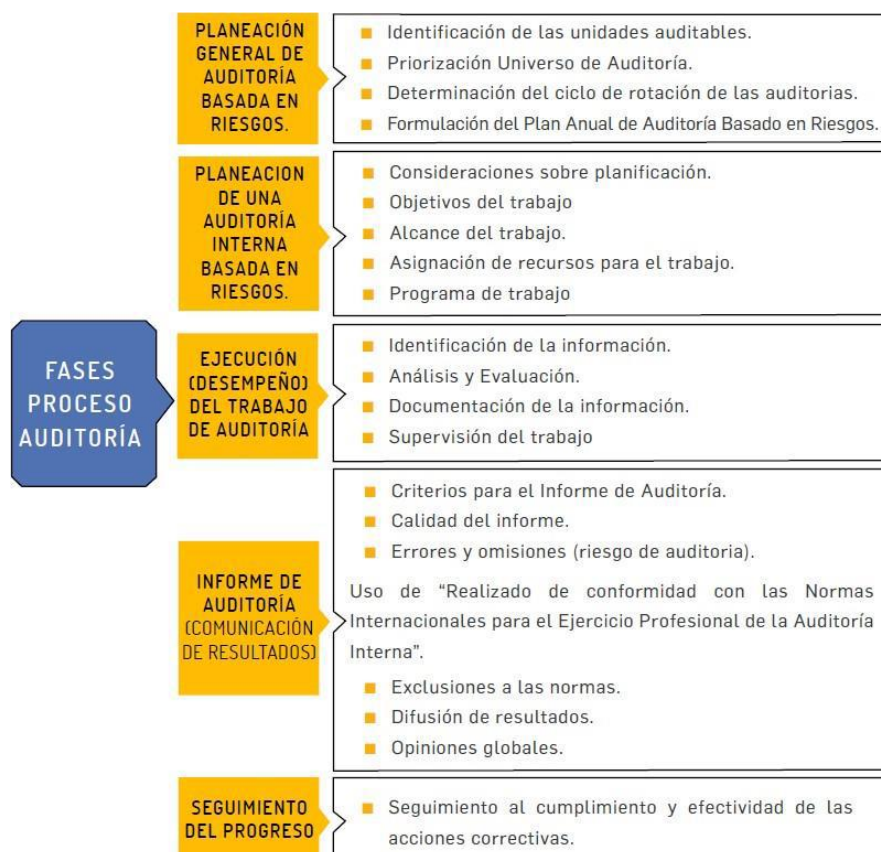 PLANEACIÓN
GENERAL DE
AUDITORÍA
BASADA EN
RIESGOS.
■ Identificación de las unidades auditables.
■ Priorización Universo de Auditoría.
■ Determinación del ciclo de rotación de las auditorias.
■ Formulación del Plan Anual de Auditoría Basado en Riesgos.
PLANEACION
DE UNA
AUDITORÍA
INTERNA
BASADA EN
RIESGOS.
■ Consideraciones sobre planificación.
■ Objetivos del trabajo
■ Alcance del trabajo.
■ Asignación de recursos para el trabajo.
■ Programa de trabajo
FASES
PROCESO
AUDITORÍA
EJECUCIÓN
(DESEMPEÑO)
DEL TRABAJO
DE AUDITORÍA
■ Identificación de la información.
■ Análisis y Evaluación.
■ Documentación de la información.
■ Supervisión del trabajo
INFORME DE
AUDITORÍA
(COMUNICACIÓN
DE RESULTADOS)
■ Criterios para el Informe de Auditoría.
■ Calidad del informe.
■ Errores y omisiones (riesgo de auditoria).
Uso de “Realizado de conformidad con las Normas
Internacionales para el Ejercicio Profesional de la Auditoría
Interna”.
■ Exclusiones a las normas.
■ Difusión de resultados.
■ Opiniones globales.
SEGUIMIENTO
DEL PROGRESO
■ Seguimiento al cumplimiento y efectividad de las
acciones correctivas.